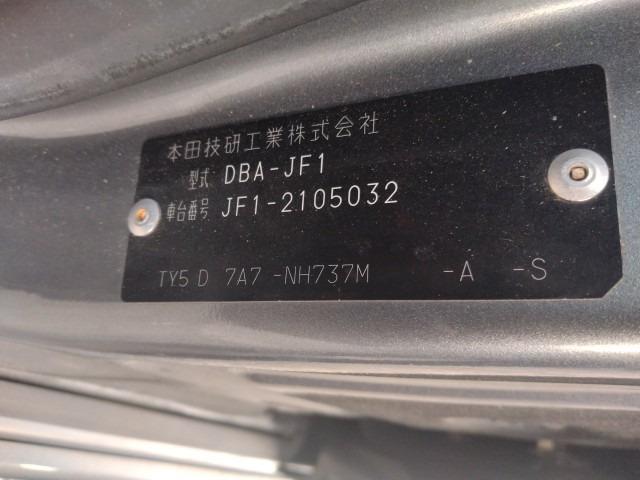 本田技研工業株式会社
型式 DBA-JF1
車台番号 JF1-2105032
TY5 D 7A7 -NH737M -A -S